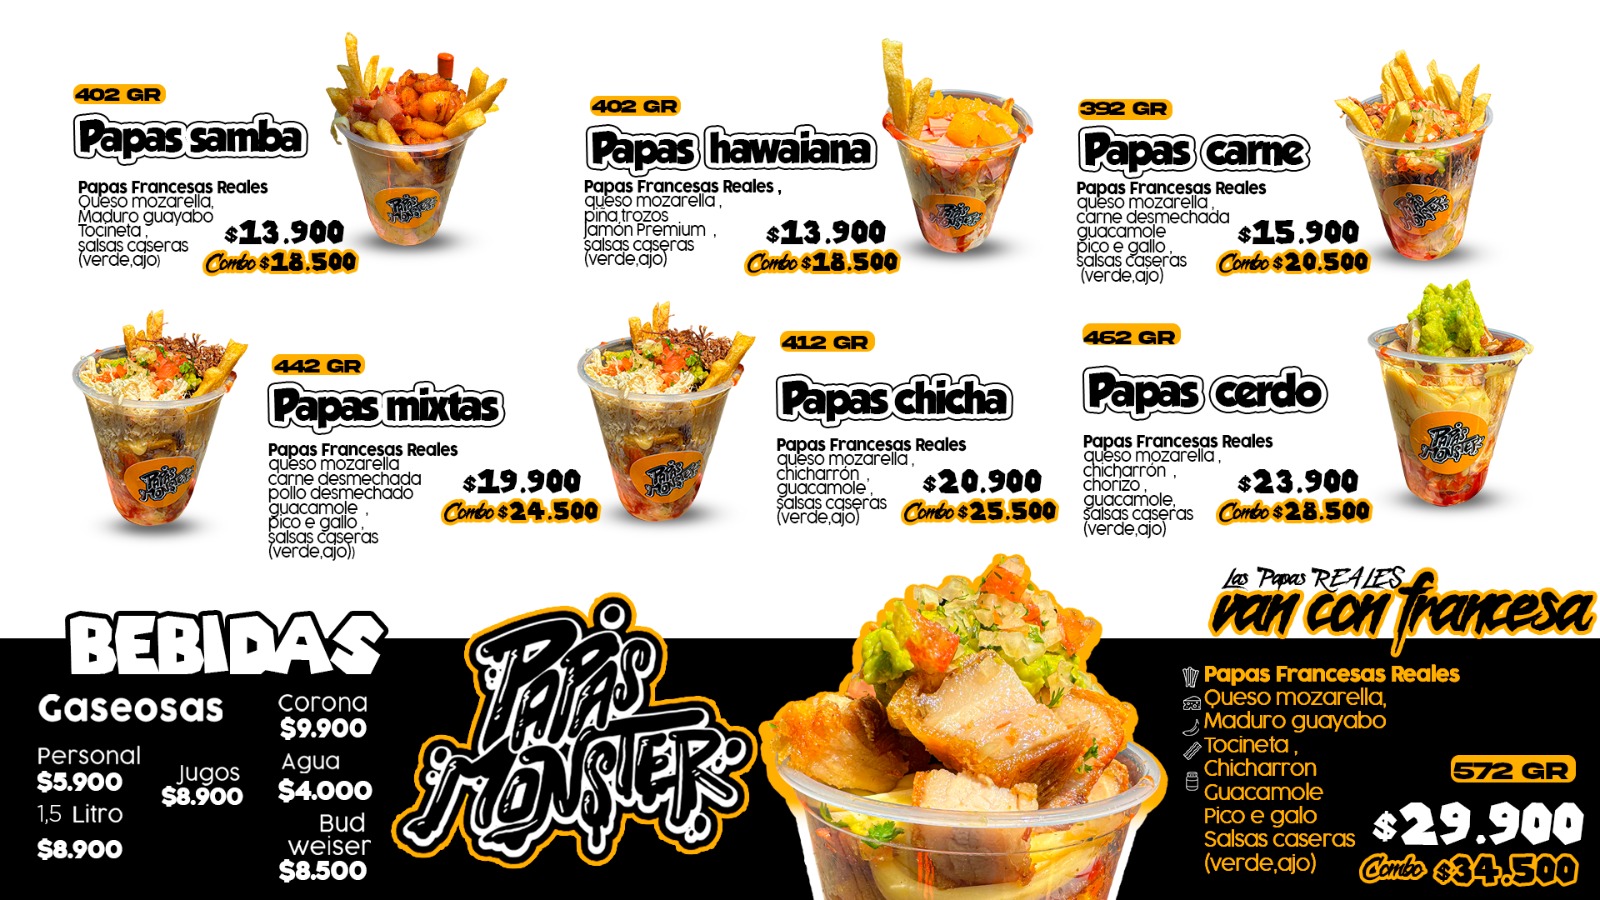 402 GR
Papas samba
Papas Francesas Reales
Queso mozarella,
Maduro guayabo
Tocineta ,
salsas caseras
(verde,ajo)
$13.900
Combo $18.500
402 GR
Papas hawaiana
Papas Francesas Reales ,
queso mozarella ,
pina trozos
Jamón Premium ,
salsas caseras
(verde,ajo)
$13.900
Combo $18.500
392 GR
Papas carne
Papas Francesas Reales
queso mozarella ,
carne desmechada
guacamole
pico e gallo ,
salsas caseras
(verde,ajo)
$15.900
Combo $20.500
442 GR
Papas mixtas
Papas Francesas Reales
queso mozarella
carne desmechada
pollo desmechado
guacamole ,
pico e gallo ,
salsas caseras
(verde,ajo))
$19.900
Combo $24.500
412 GR
Papas chicha
Papas Francesas Reales
queso mozarella ,
chicharrón ,
guacamole ,
salsas caseras
(verde,ajo)
$20.900
Combo $25.500
462 GR
Papas cerdo
Papas Francesas Reales
queso mozarella ,
chicharrón ,
chorizo ,
guacamole,
salsas caseras
(verde,ajo)
$23.900
Combo $28.500
BEBIDAS
Gaseosas
Personal
$5.900
1,5 Litro
$8.900
Jugos
$8.900
Corona
$9.900
Agua
$4.000
Bud
weiser
$8.500
PAPAS
MONSTER
Las Papas REALES
van con francesa
Papas Francesas Reales
Queso mozarella,
Maduro guayabo
Tocineta ,
Chicharron
Guacamole
Pico e galo
Salsas caseras
(verde,ajo)
572 GR
$29.900
Combo $34.500